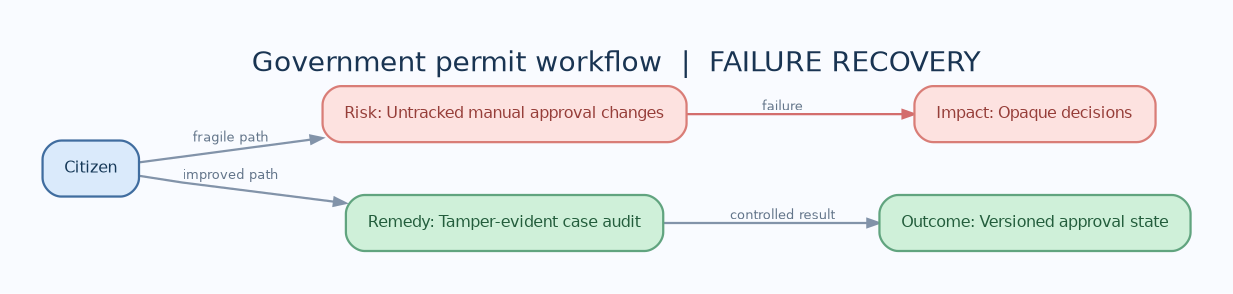 Government permit workflow | FAILURE RECOVERY
Risk: Untracked manual approval changes
failure
Impact: Opaque decisions
fragile path
Citizen
improved path
Remedy: Tamper-evident case audit
controlled result
Outcome: Versioned approval state